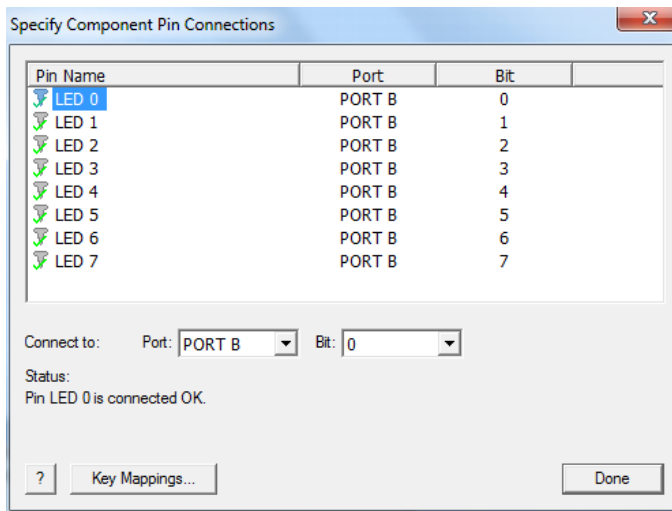 Specify Component Pin Connections
x
Pin Name Port Bit
LED 0 PORT B 0
LED 1 PORT B 1
LED 2 PORT B 2
LED 3 PORT B 3
LED 4 PORT B 4
LED 5 PORT B 5
LED 6 PORT B 6
LED 7 PORT B 7
Connect to: Port: PORT B Bit: 0
Status:
Pin LED 0 is connected OK.
? Key Mappings... Done